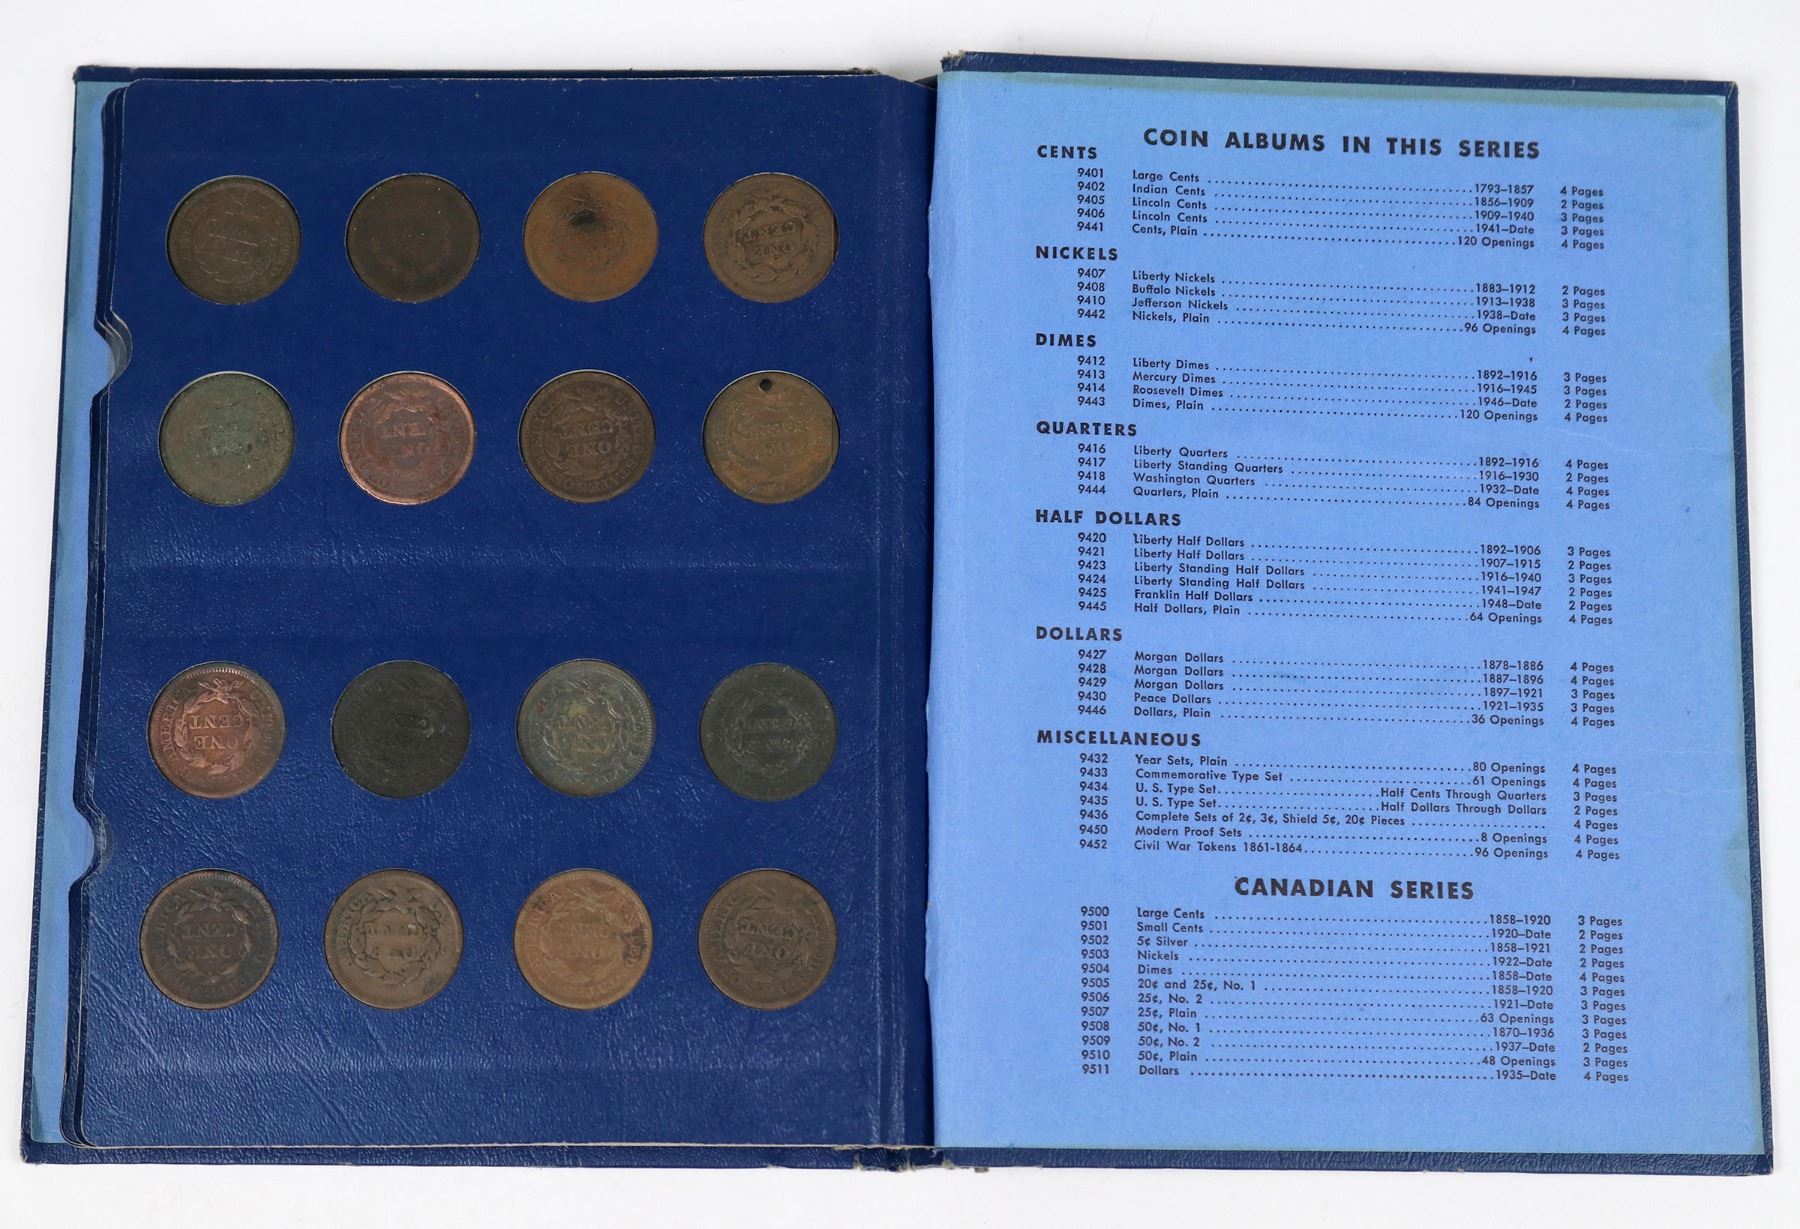 COIN ALBUMS IN THIS SERIES
CENTS
9401 Large Cents 1793–1857 4 Pages
9402 Indian Cents 1856–1909 2 Pages
9405 Lincoln Cents 1909–1940 3 Pages
9406 Lincoln Cents 1941–Date 3 Pages
9441 Cents, Plain 120 Openings 4 Pages
NICKELS
9407 Liberty Nickels 1883–1912 2 Pages
9408 Buffalo Nickels 1913–1938 3 Pages
9410 Jefferson Nickels 1938–Date 3 Pages
9442 Nickels, Plain 96 Openings 4 Pages
DIMES
9412 Liberty Dimes 1892–1916 3 Pages
9413 Mercury Dimes 1916–1945 3 Pages
9414 Roosevelt Dimes 1946–Date 2 Pages
9443 Dimes, Plain 120 Openings 4 Pages
QUARTERS
9416 Liberty Quarters 1892–1916 4 Pages
9417 Liberty Standing Quarters 1916–1930 2 Pages
9418 Washington Quarters 1932–Date 4 Pages
9444 Quarters, Plain 84 Openings 4 Pages
HALF DOLLARS
9420 Liberty Half Dollars 1892–1906 3 Pages
9421 Liberty Half Dollars 1907–1915 2 Pages
9423 Liberty Standing Half Dollars 1916–1940 3 Pages
9424 Liberty Standing Half Dollars 1941–1947 2 Pages
9425 Franklin Half Dollars 1948–Date 2 Pages
9445 Half Dollars, Plain 64 Openings 4 Pages
DOLLARS
9427 Morgan Dollars 1878–1886 4 Pages
9428 Morgan Dollars 1887–1896 4 Pages
9429 Morgan Dollars 1897–1921 3 Pages
9430 Peace Dollars 1921–1935 3 Pages
9446 Dollars, Plain 36 Openings 4 Pages
MISCELLANEOUS
9432 Year Sets, Plain 80 Openings 4 Pages
9433 Commemorative Type Set 61 Openings 4 Pages
9434 U. S. Type Set Half Cents Through Quarters 3 Pages
9435 U. S. Type Set Half Dollars Through Dollars 2 Pages
9436 Complete Sets of 2¢, 3¢, Shield 5¢, 20¢ Pieces 4 Pages
9450 Modern Proof Sets 8 Openings 4 Pages
9452 Civil War Tokens 1861-1864 96 Openings 4 Pages
CANADIAN SERIES
9500 Large Cents 1858–1920 3 Pages
9501 Small Cents 1920–Date 2 Pages
9502 5¢ Silver 1858–1921 2 Pages
9503 Nickels 1922–Date 2 Pages
9504 Dimes 1858–Date 4 Pages
9505 20¢ and 25¢, No. 1 1858–1920 3 Pages
9506 25¢, No. 2 1921–Date 3 Pages
9507 25¢, Plain 63 Openings 3 Pages
9508 50¢, No. 1 1870–1936 3 Pages
9509 50¢, No. 2 1937–Date 2 Pages
9510 50¢, Plain 48 Openings 3 Pages
9511 Dollars 1935–Date 4 Pages
ONE CENT